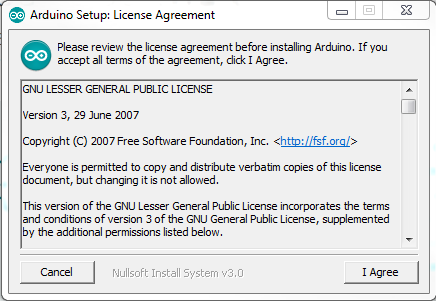 Arduino Setup: License Agreement
Please review the license agreement before installing Arduino. If you
accept all terms of the agreement, click I Agree.
GNU LESSER GENERAL PUBLIC LICENSE
Version 3, 29 June 2007
Copyright (C) 2007 Free Software Foundation, Inc. <http://fsf.org/>
Everyone is permitted to copy and distribute verbatim copies of this license
document, but changing it is not allowed.
This version of the GNU Lesser General Public License incorporates the terms
and conditions of version 3 of the GNU General Public License, supplemented
by the additional permissions listed below.
Cancel
Nullsoft Install System v3.0
I Agree